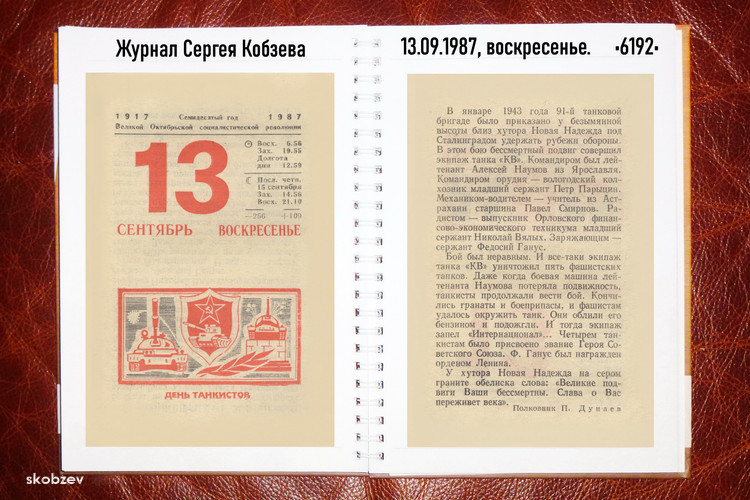 Журнал Сергея Кобзева
13.09.1987, воскресенье. •6192•
1917 Семидесятый год 1987
Великой Октябрьской социалистической революции
13
Восх. 6.56
Зах. 19.55
Долгота
дня 12.59
Посл. четв.
15 сентября
Зах. 14.56
Восх. 21.10
—256 +109
СЕНТЯБРЬ ВОСКРЕСЕНЬЕ
ДЕНЬ ТАНКИСТОВ
В январе 1943 года 91-й танковой
бригаде было приказано у безымянной
высоты близ хутора Новая Надежда под
Сталинградом удержать рубежи обороны.
В этом бою бессмертный подвиг совершил
экипаж танка «КВ». Командиром был лей-
тенант Алексей Наумов из Ярославля.
Командиром орудия — вологодский кол-
хозник младший сержант Петр Парыпин.
Механиком-водителем — учитель из Аст-
рахани старшина Павел Смирнов. Ра-
дистом — выпускник Орловского финан-
сово-экономического техникума младший
сержант Николай Вялых. Заряжающим —
сержант Федосий Ганус.
Бой был неравным. И все-таки экипаж
танка «КВ» уничтожил пять фашистских
танков. Даже когда боевая машина лей-
тенанта Наумова потеряла подвижность,
танкисты продолжали вести бой. Кончи-
лись гранаты и боеприпасы, и фашистам
удалось окружить танк. Они облили его
бензином и подожгли. И тогда экипаж
запел «Интернационал»... Четырем тан-
кистам было присвоено звание Героя Со-
ветского Союза. Ф. Ганус был награжден
орденом Ленина.
У хутора Новая Надежда на сером
граните обелиска слова: «Великие под-
виги Ваши бессмертны. Слава о Вас
переживет века».
Полковник П. Дунаев
skobzev